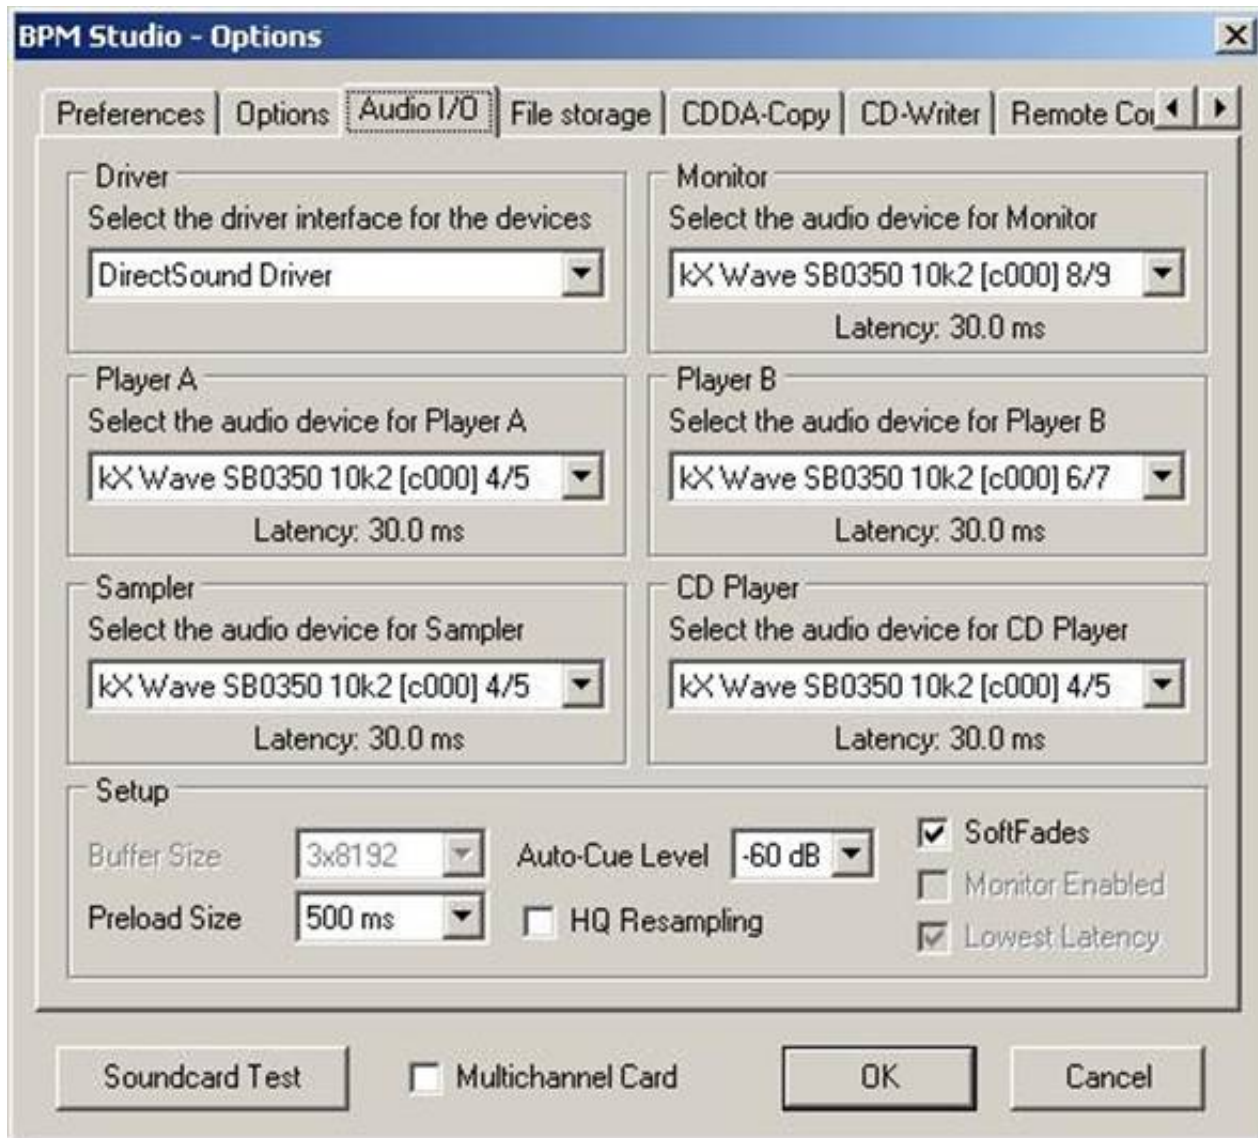 BPM Studio - Options
Preferences Options Audio I/O File storage CDDA-Copy CD-Writer Remote Co
Driver
Select the driver interface for the devices
DirectSound Driver
Monitor
Select the audio device for Monitor
kX Wave SB0350 10k2 [c000] 8/9
Latency: 30.0 ms
Player A
Select the audio device for Player A
kX Wave SB0350 10k2 [c000] 4/5
Latency: 30.0 ms
Player B
Select the audio device for Player B
kX Wave SB0350 10k2 [c000] 6/7
Latency: 30.0 ms
Sampler
Select the audio device for Sampler
kX Wave SB0350 10k2 [c000] 4/5
Latency: 30.0 ms
CD Player
Select the audio device for CD Player
kX Wave SB0350 10k2 [c000] 4/5
Latency: 30.0 ms
Setup
Buffer Size 3x8192 Auto-Cue Level -60 dB SoftFades
Monitor Enabled
Preload Size 500 ms HQ Resampling
Lowest Latency
Soundcard Test Multichannel Card OK Cancel